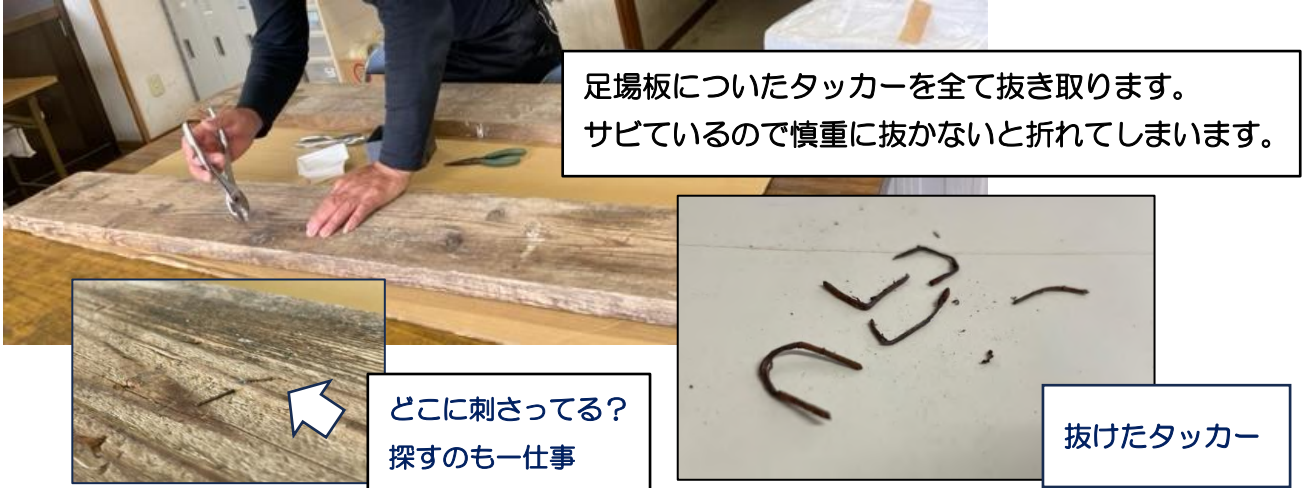 足場板についたタッカーを全て抜き取ります。
サビているので慎重に抜かないと折れてしまいます。
どこに刺さってる？
探すのも一仕事
抜けたタッカー